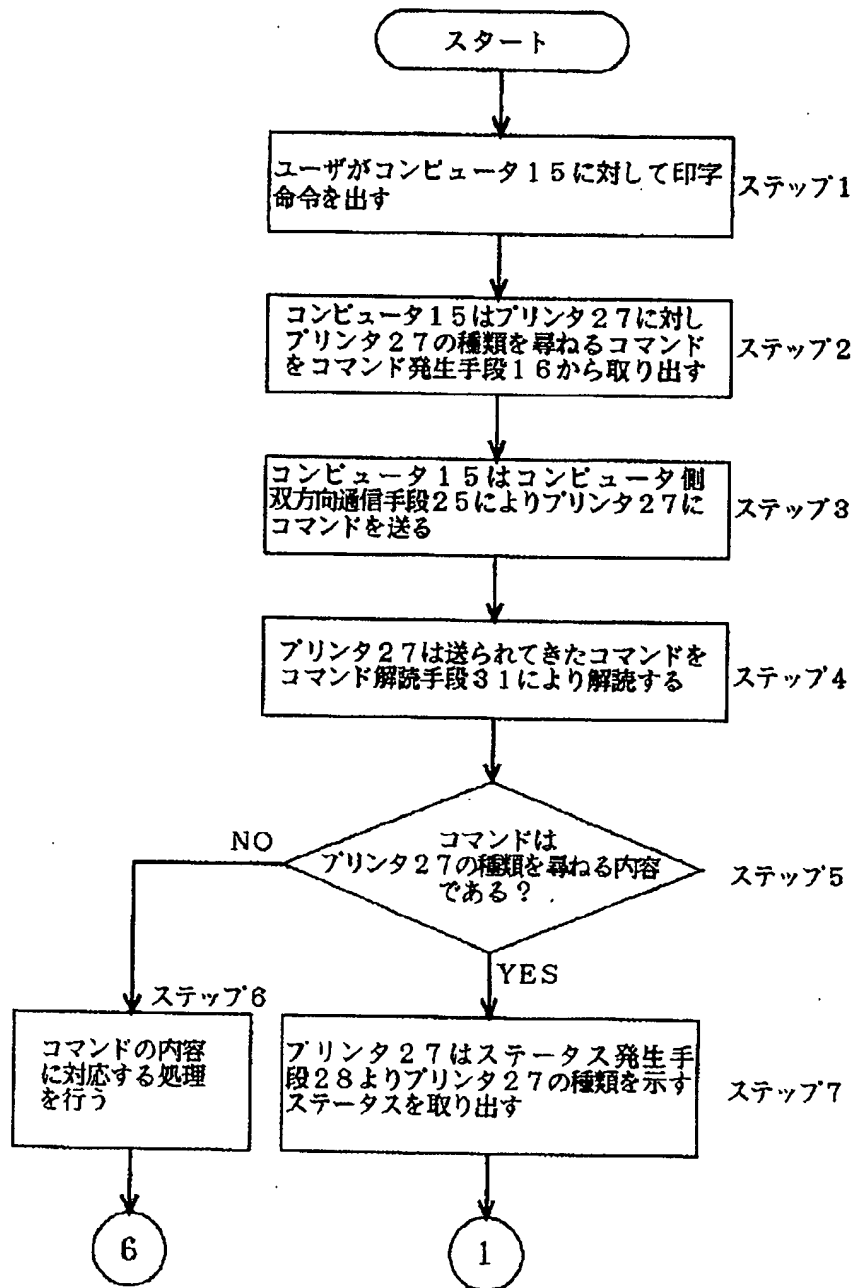 スタート
ユーザがコンピュータ15に対して印字
命令を出す
ステップ1
コンピュータ15はプリンタ27に対し
プリンタ27の種類を尋ねるコマンド
をコマンド発生手段16から取り出す
ステップ2
コンピュータ15はコンピュータ側
双方向通信手段25によりプリンタ27に
コマンドを送る
ステップ3
プリンタ27は送られてきたコマンドを
コマンド解読手段31により解読する
ステップ4
コマンドは
プリンタ27の種類を尋ねる内容
である?
ステップ5
NO
YES
ステップ6
コマンドの内容
に対応する処理
を行う
プリンタ27はステータス発生手
段28よりプリンタ27の種類を示す
ステータスを取り出す
ステップ7
6
1